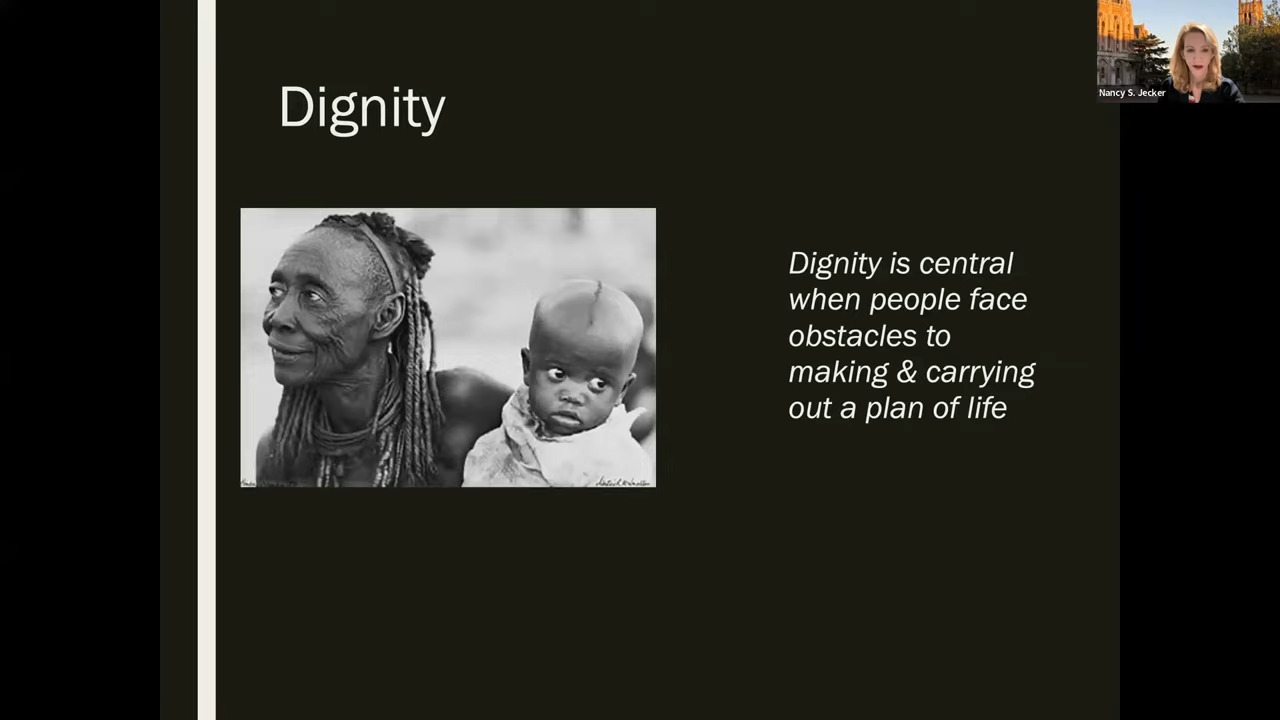 Nancy S. Jecker
Dignity
Dignity is central
when people face
obstacles to
making & carrying
out a plan of life